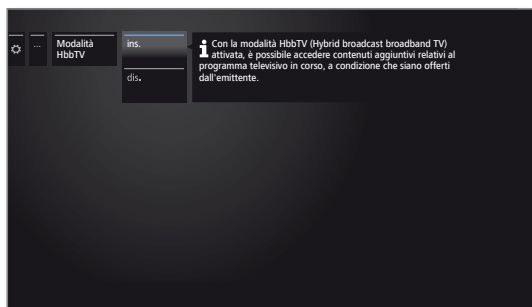 ...
Modalità
HbbTV
ins.
dis.
Con la modalità HbbTV (Hybrid broadcast broadband TV)
attivata, è possibile accedere contenuti aggiuntivi relativi al
programma televisivo in corso, a condizione che siano offerti
dall'emittente.